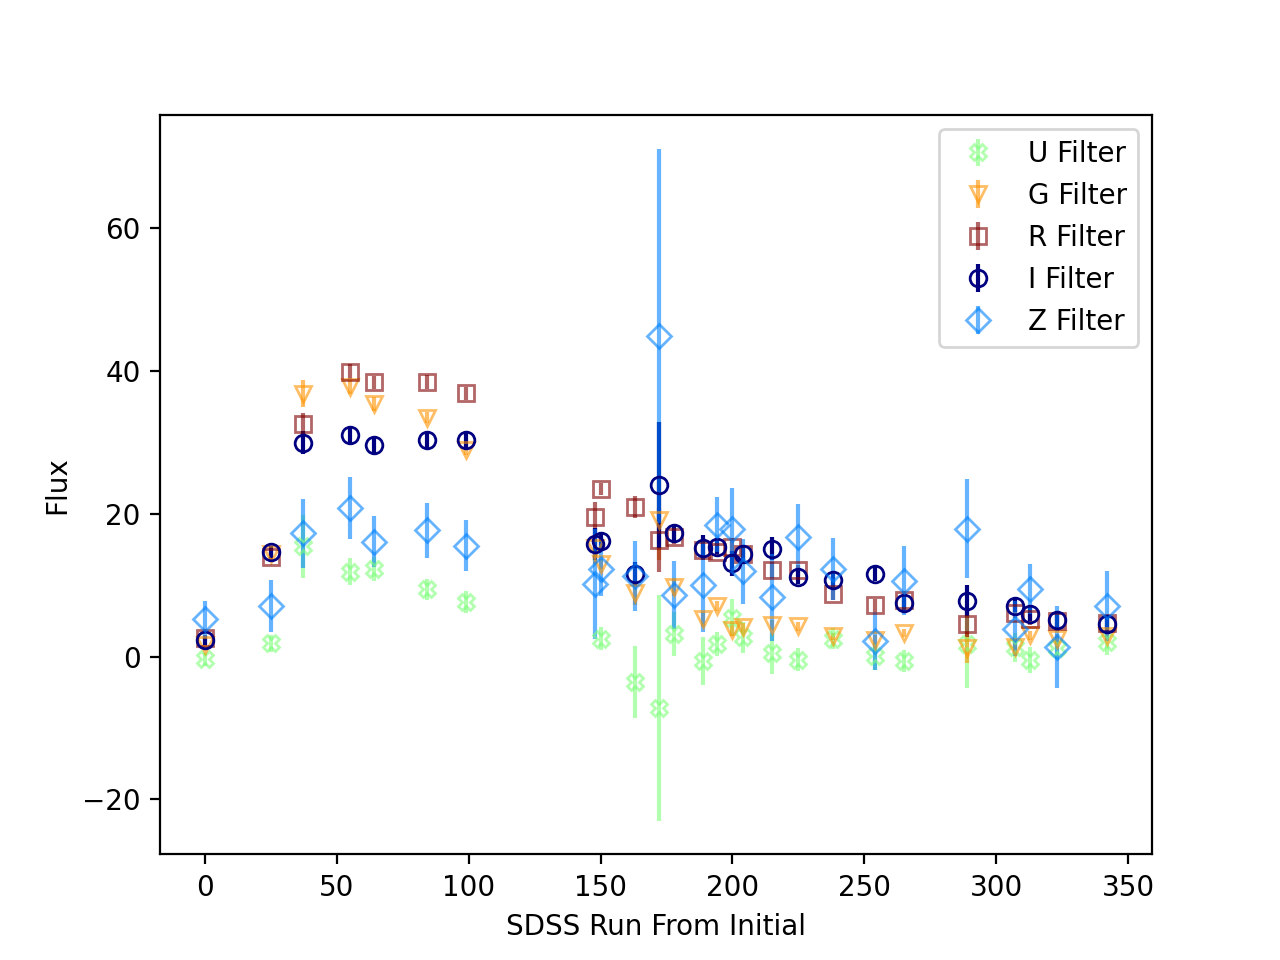 U Filter
G Filter
R Filter
I Filter
Z Filter
60
40
20
0
−20
Flux
0 50 100 150 200 250 300 350
SDSS Run From Initial